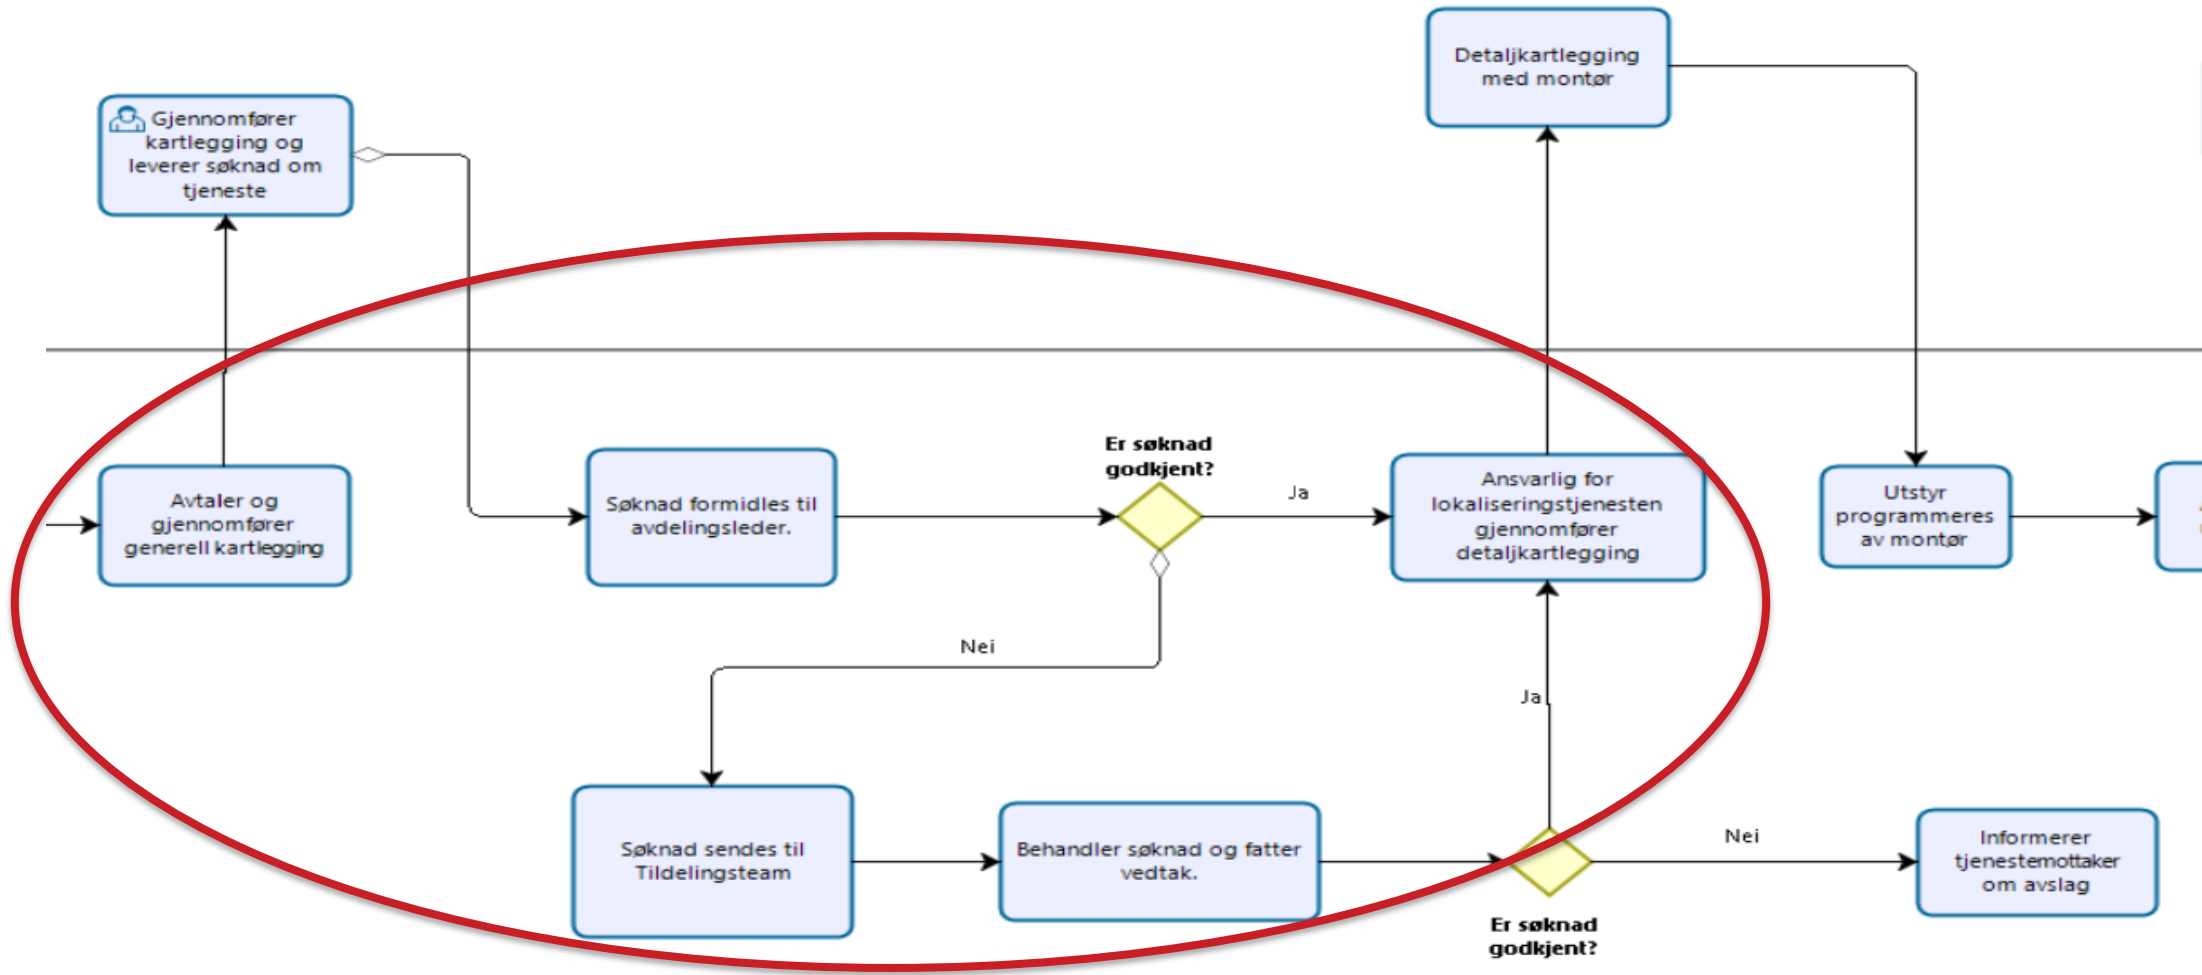 Detaljkartlegging
med montør
Gjennomfører
kartlegging og
leverer søknad om
tjeneste
Avtaler og
gjennomfører
generell kartlegging
Søknad formidles til
avdelingsleder.
Er søknad
godkjent?
Ja
Ansvarlig for
lokaliseringstjenesten
gjennomfører
detaljkartlegging
Utstyr
programmeres
av montør
Nei
Ja
Søknad sendes til
Tildelingsteam
Behandler søknad og fatter
vedtak.
Er søknad
godkjent?
Nei
Informerer
tjenestemottaker
om avslag